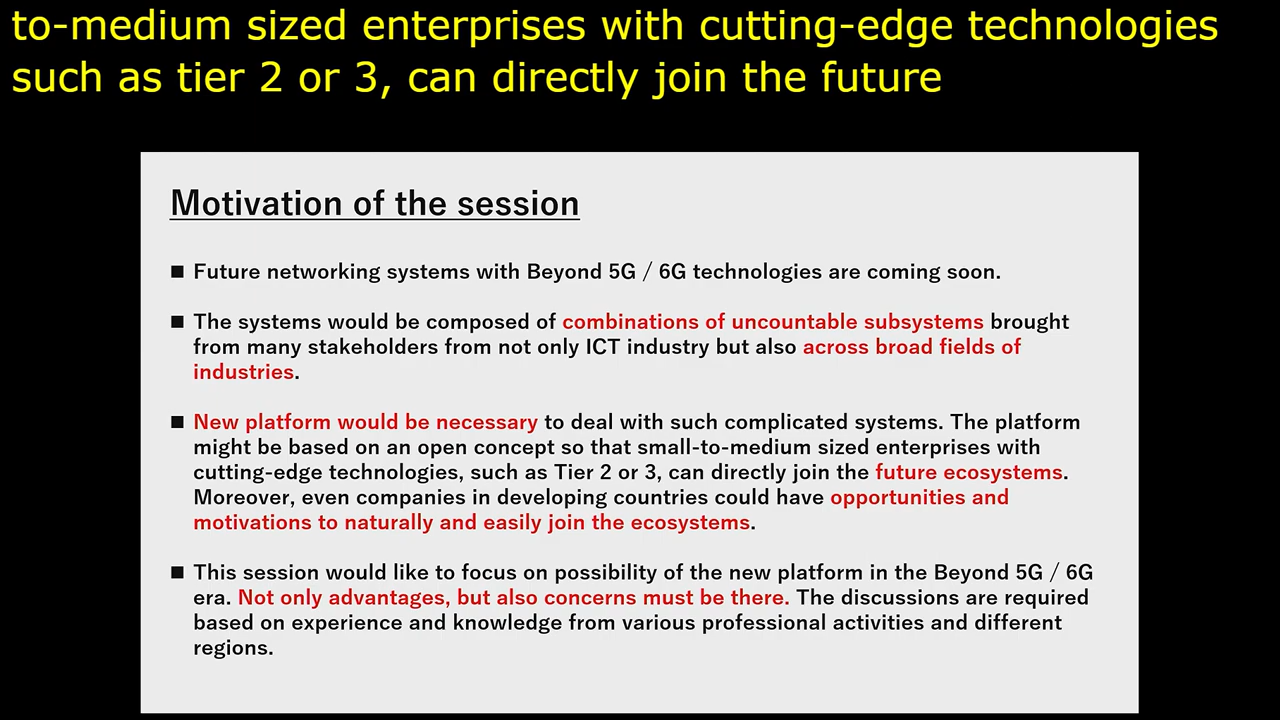 to-medium sized enterprises with cutting-edge technologies
such as tier 2 or 3, can directly join the future
Motivation of the session
■ Future networking systems with Beyond 5G / 6G technologies are coming soon.
■ The systems would be composed of combinations of uncountable subsystems brought
from many stakeholders from not only ICT industry but also across broad fields of
industries.
■ New platform would be necessary to deal with such complicated systems. The platform
might be based on an open concept so that small-to-medium sized enterprises with
cutting-edge technologies, such as Tier 2 or 3, can directly join the future ecosystems.
Moreover, even companies in developing countries could have opportunities and
motivations to naturally and easily join the ecosystems.
■ This session would like to focus on possibility of the new platform in the Beyond 5G / 6G
era. Not only advantages, but also concerns must be there. The discussions are required
based on experience and knowledge from various professional activities and different
regions.